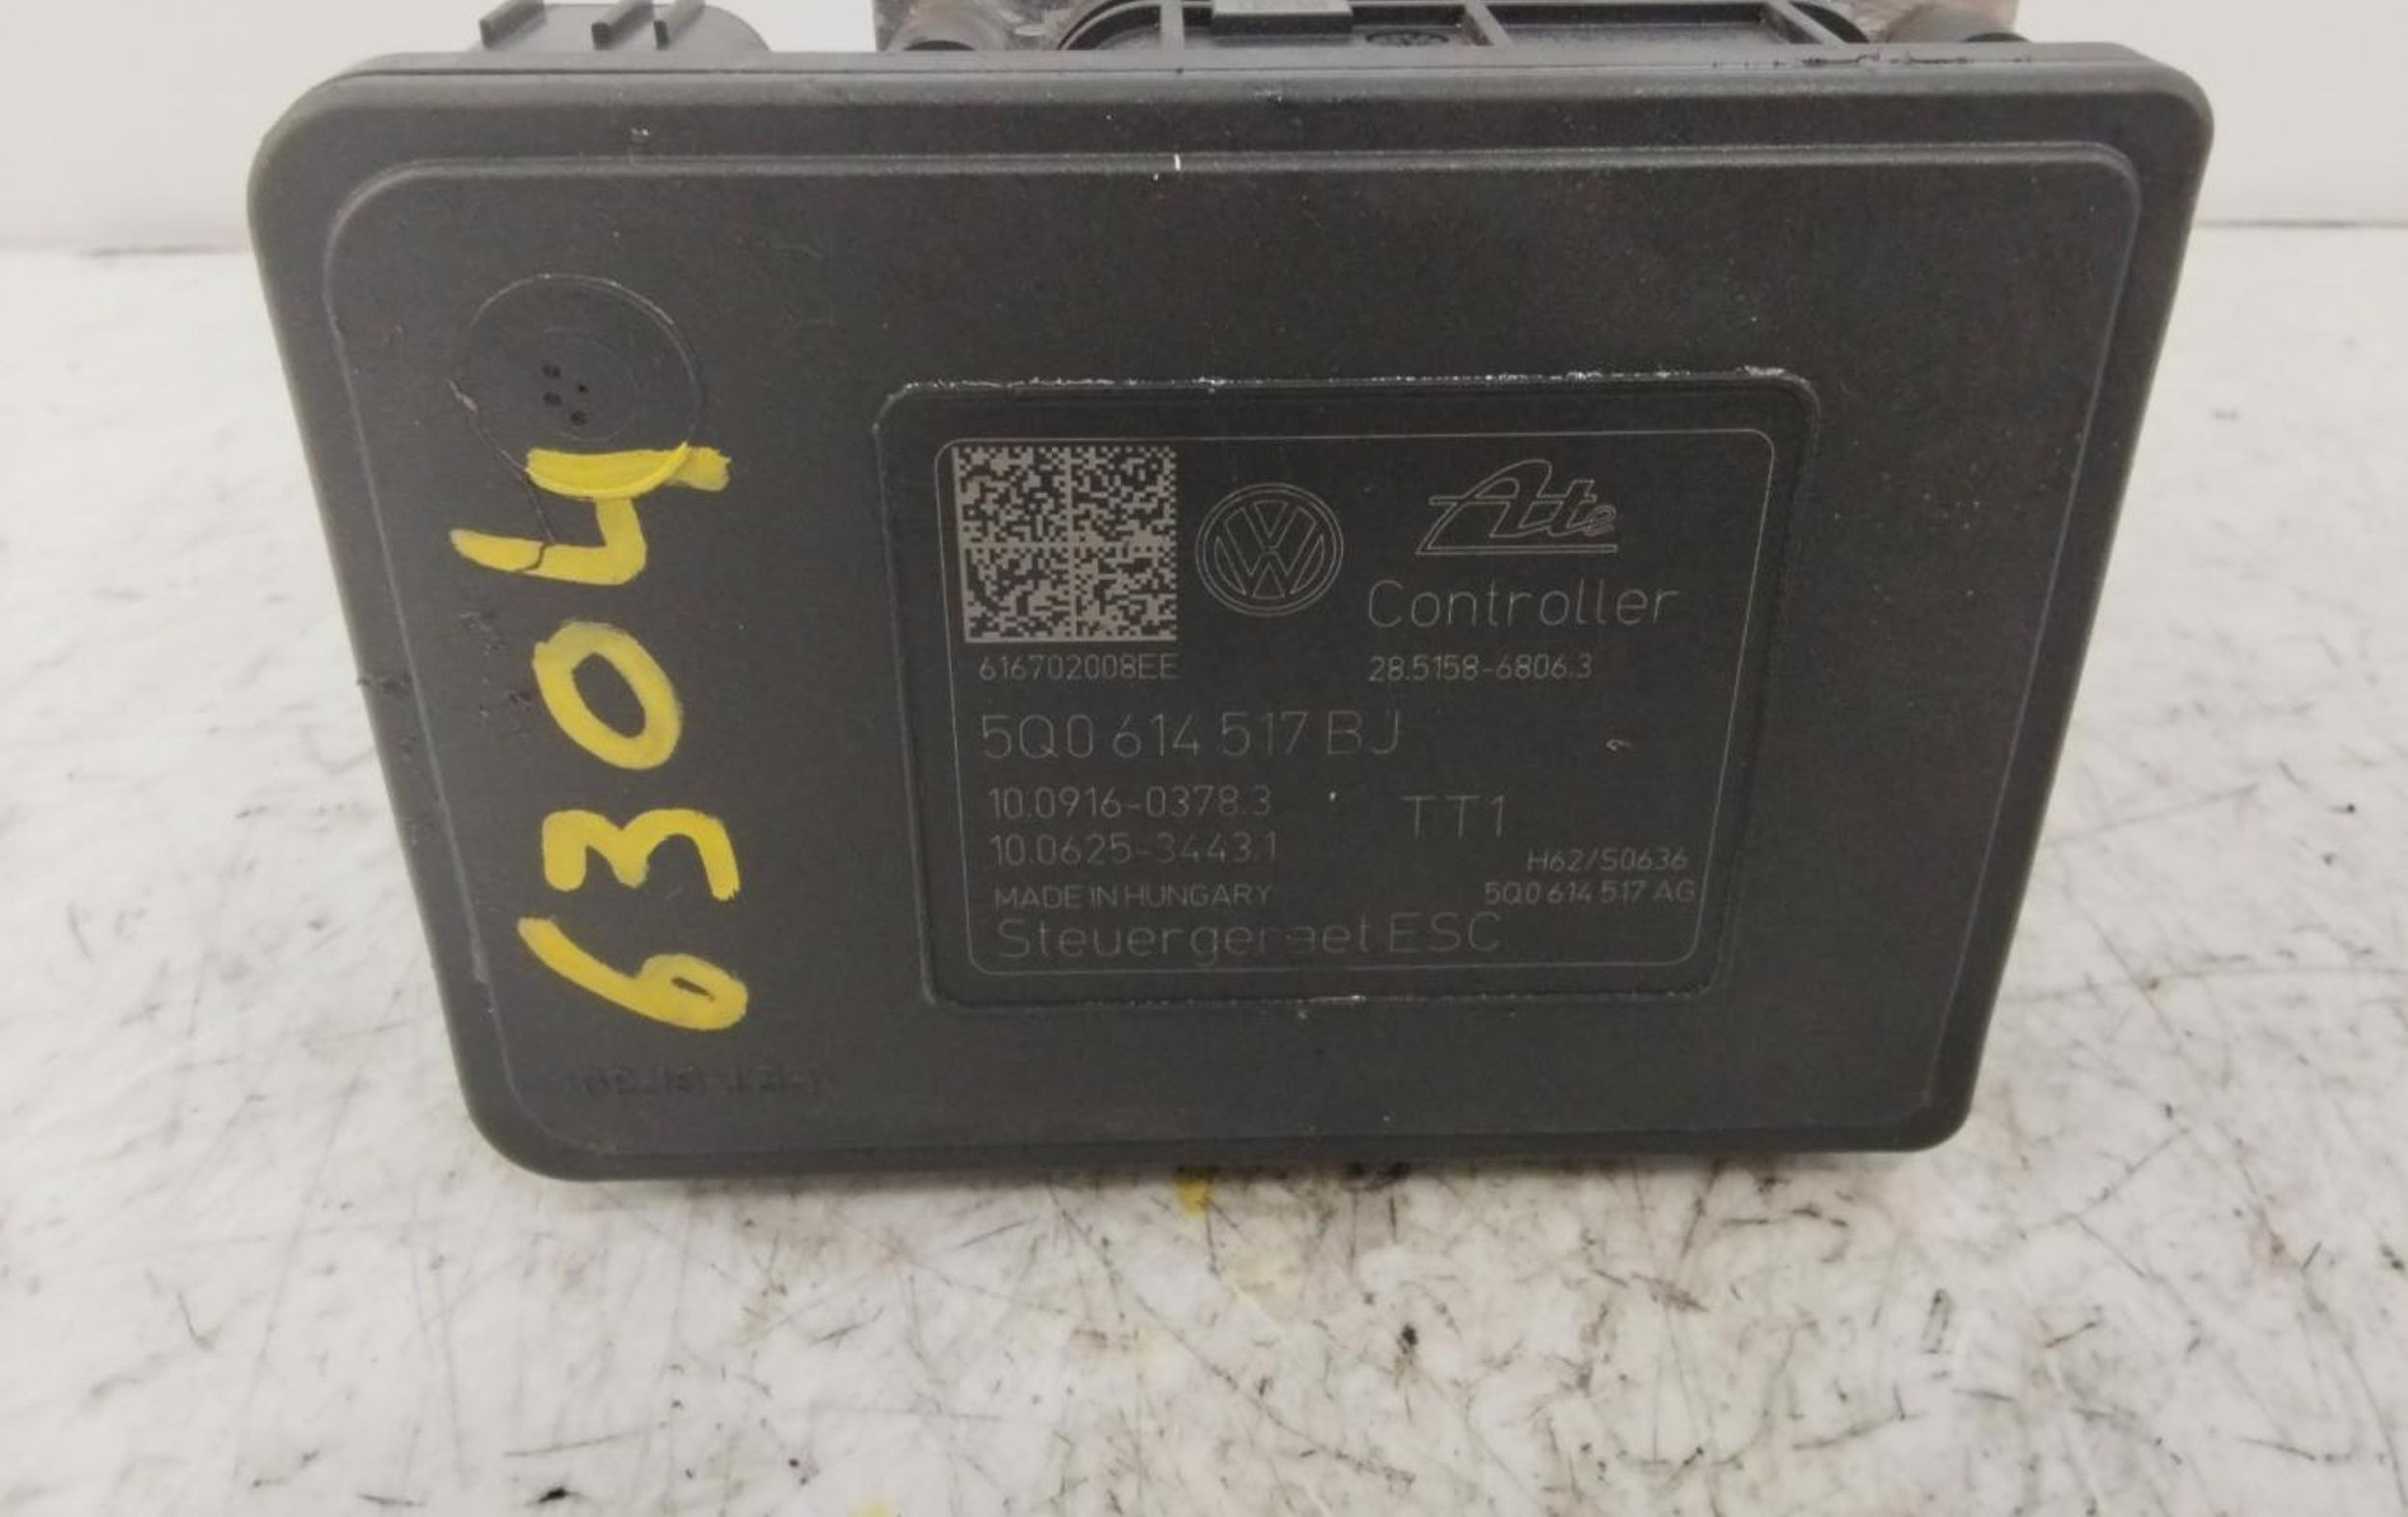 6304
Ate
Controller
616702008EE
28.5158-6806.3
5Q0 614 517 BJ
10.0916-0378.3
TT1
10.0625-3443.1
H62/S0636
MADE IN HUNGARY
5Q0 614 517 AG
Steuergeraet ESC